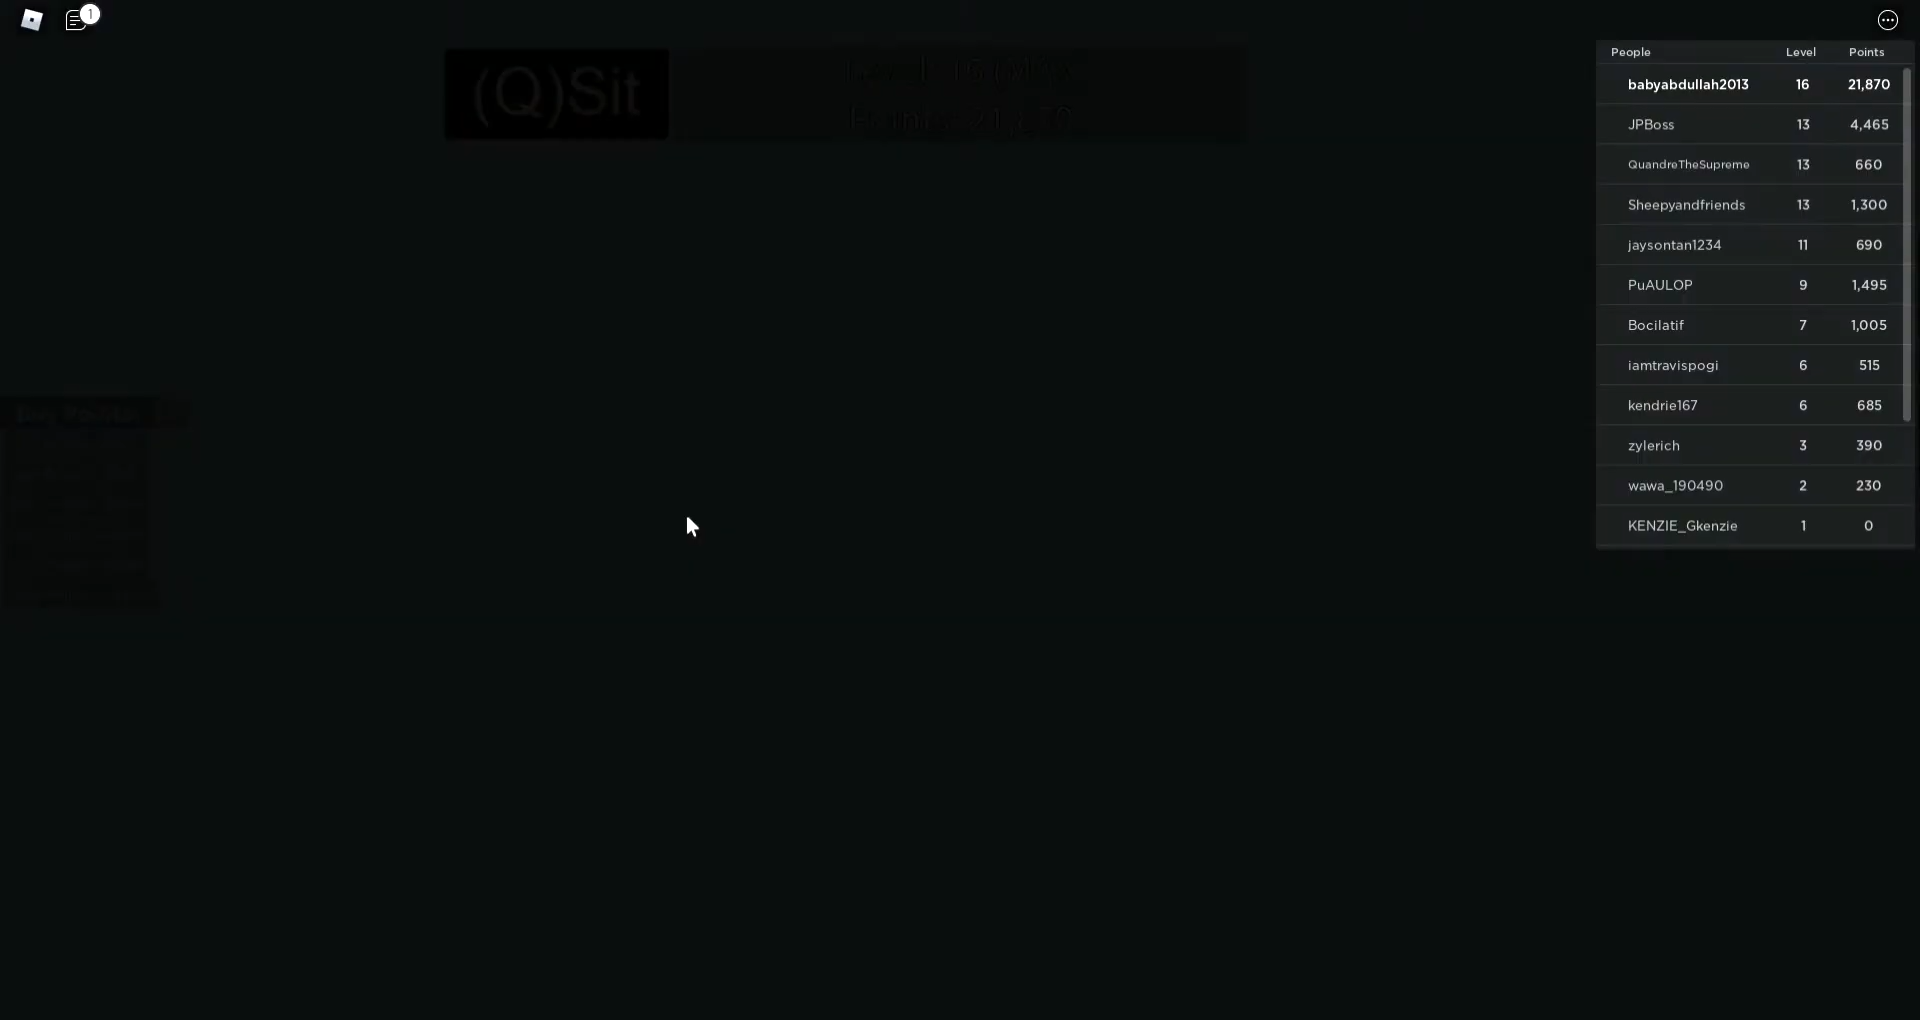 1
People Level Points
babyabdullah2013 16 21,870
(Q)Sit
JPBoss 13 4,465
QuandreTheSupreme 13 660
Sheepyandfriends 13 1,300
jaysontan1234 11 690
PuAULOP 9 1,495
Bocilatif 7 1,005
iamtravispogi 6 515
kendrie167 6 685
zylerich 3 390
wawa_190490 2 230
KENZIE_Gkenzie 1 0